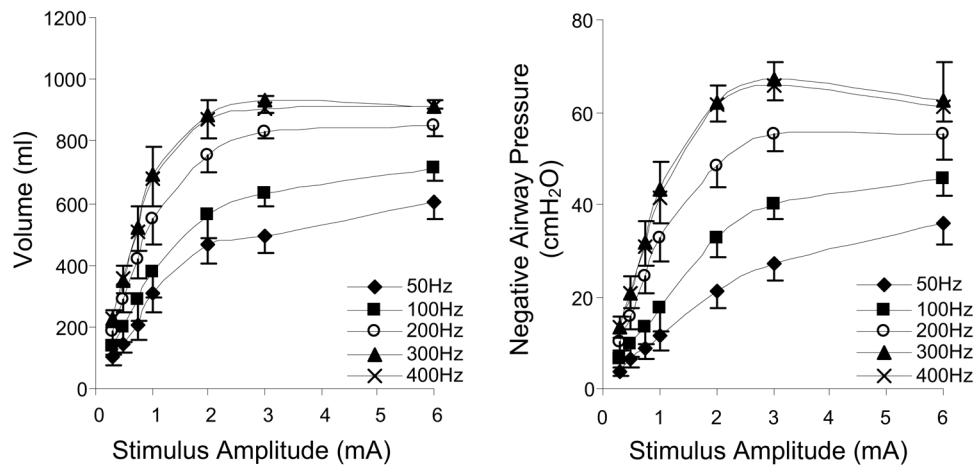 1200
1000
800
600
400
200
0
Volume (ml)
0 1 2 3 4 5 6
Stimulus Amplitude (mA)
50Hz
100Hz
200Hz
300Hz
400Hz
80
60
40
20
0
Negative Airway Pressure
(cmH₂O)
0 1 2 3 4 5 6
Stimulus Amplitude (mA)
50Hz
100Hz
200Hz
300Hz
400Hz